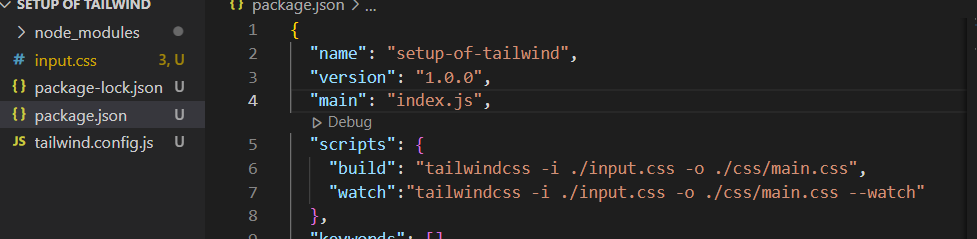 SETUP OF TAILWIND
node_modules
# input.css 3, U
{} package-lock.json U
{} package.json U
JS tailwind.config.js U
{} package.json > ...
1 {
2 "name": "setup-of-tailwind",
3 "version": "1.0.0",
4 "main": "index.js",
Debug
5 "scripts": {
6 "build": "tailwindcss -i ./input.css -o ./css/main.css",
7 "watch":"tailwindcss -i ./input.css -o ./css/main.css --watch"
8 },
9 "keywords": [],